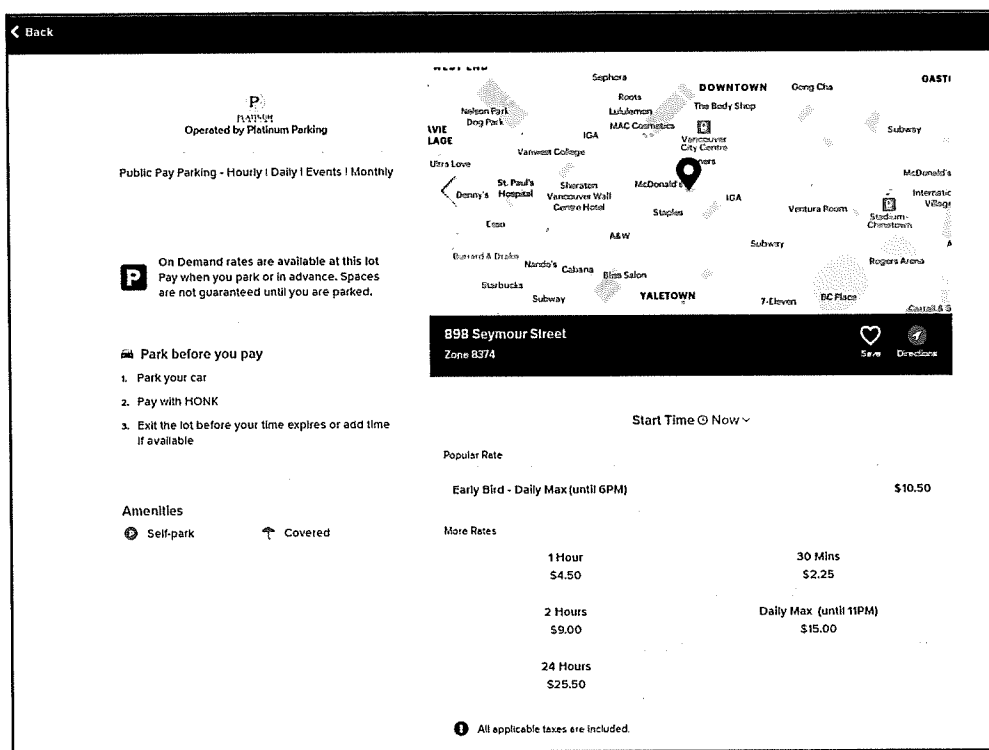 Back
P
PLATINUM
Operated by Platinum Parking
Public Pay Parking - Hourly | Daily | Events | Monthly
P
On Demand rates are available at this lot
Pay when you park or in advance. Spaces
are not guaranteed until you are parked.
Park before you pay
1. Park your car
2. Pay with HONK
3. Exit the lot before your time expires or add time
if available
Amenities
P Self-park
Covered
WEST END
Sephora
DOWNTOWN
Gong Cha
GASTI
Nelson Park
Dog Park
Roots
Lululemon
The Body Shop
MAC Cosmetics
AVIE
LAGE
IGA
Vancouver
City Centre
Subway
Vanwest College
Ultra Love
ners
McDonald's
Denny's
St. Paul's
Hospital
Sheraton
Vancouver Wall
Centre Hotel
McDonald's
IGA
Internatic
Village
Staples
Ventura Room
Stadium-
Chinatown
Esso
A&W
Subway
A
Burrard & Drake
Nando's
Cabana
Bliss Salon
Rogers Arena
Starbucks
Subway
YALETOWN
7-Eleven
BC Place
Carrall & S
898 Seymour Street
Zone 8374
Save
Directions
Start Time Now
Popular Rate
Early Bird - Daily Max (until 6PM)
$10.50
More Rates
1 Hour
$4.50
30 Mins
$2.25
2 Hours
$9.00
Daily Max (until 11PM)
$15.00
24 Hours
$25.50
All applicable taxes are included.